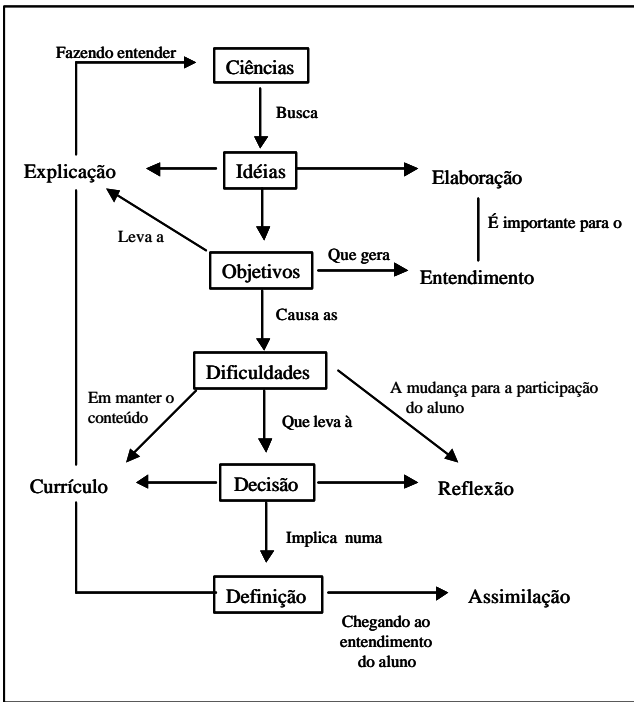 Fazendo entender
Ciências
Busca
Explicação
Idéias
Elaboração
É importante para o
Leva a
Objetivos
Que gera
Entendimento
Causa as
Dificuldades
Em manter o
conteúdo
A mudança para a participação
do aluno
Que leva à
Currículo
Decisão
Reflexão
Implica numa
Definição
Assimilação
Chegando ao
entendimento
do aluno